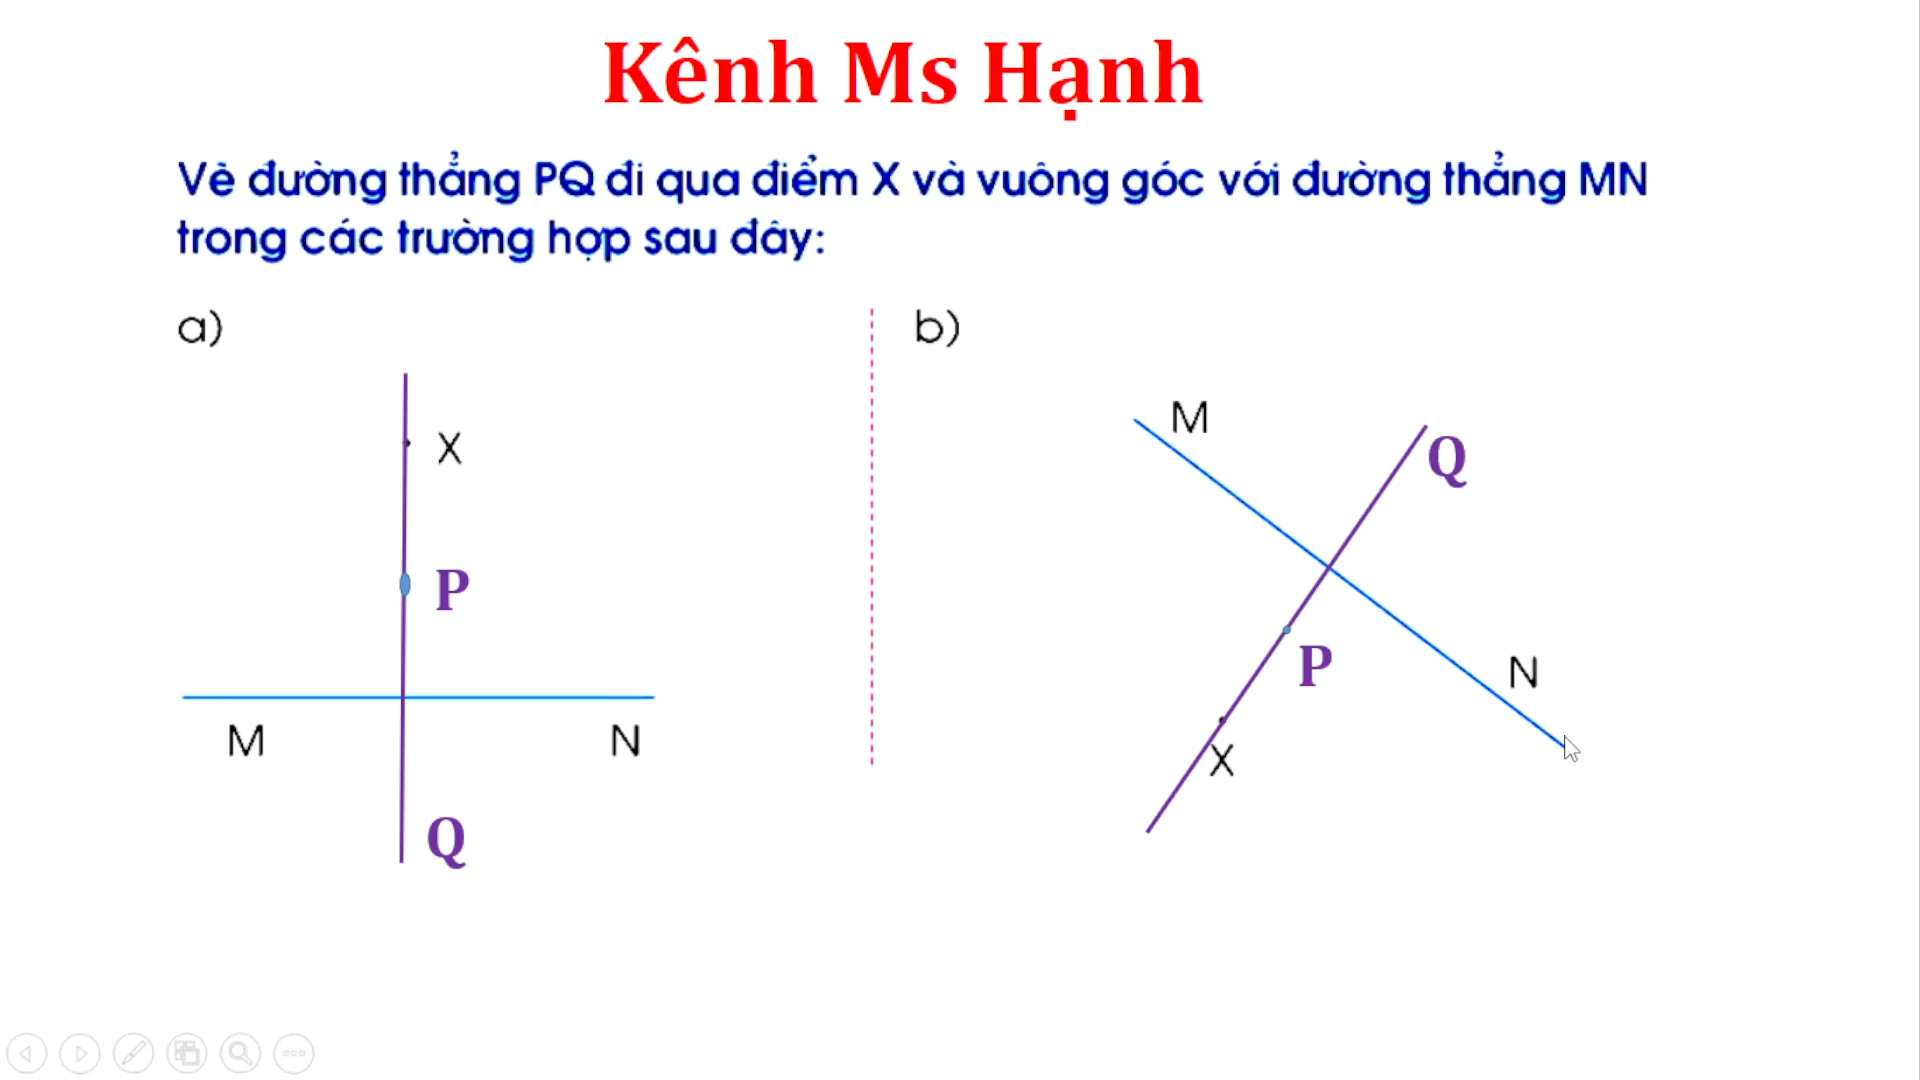 Kênh Ms Hạnh
Vẽ đường thẳng PQ đi qua điểm X và vuông góc với đường thẳng MN
trong các trường hợp sau đây:
a)
X
P
M
N
Q
b)
M
Q
P
N
X